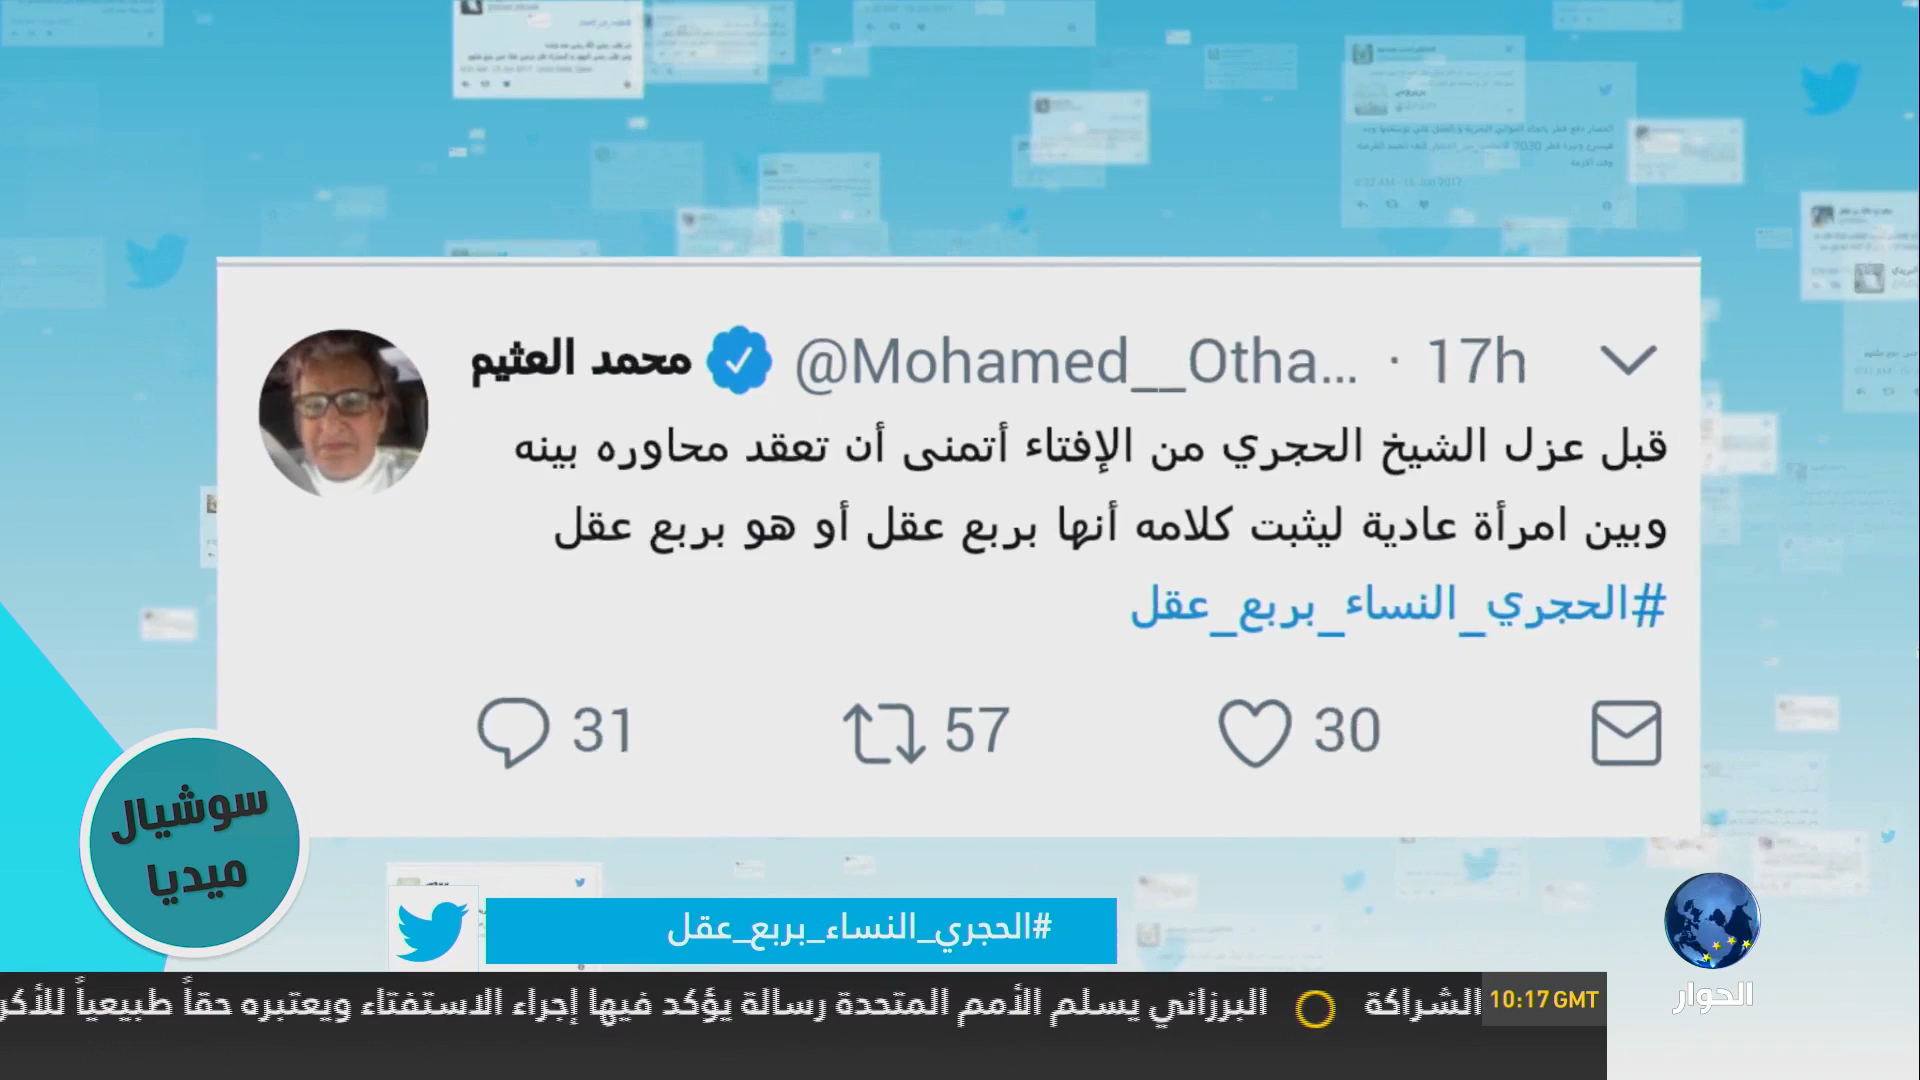 محمد العثيم @Mohamed__Otha... · 17h
قبل عزل الشيخ الحجري من الإفتاء أتمنى أن تعقد محاوره بينه
وبين امرأة عادية ليثبت كلامه أنها بربع عقل أو هو بربع عقل
#الحجري_النساء_بربع_عقل
31 57 30
سوشيال
ميديا
#الحجري_النساء_بربع_عقل
الحوار
10:17 GMT
الشراكة
البرزاني يسلم الأمم المتحدة رسالة يؤكد فيها إجراء الاستفتاء ويعتبره حقاً طبيعياً للأكر